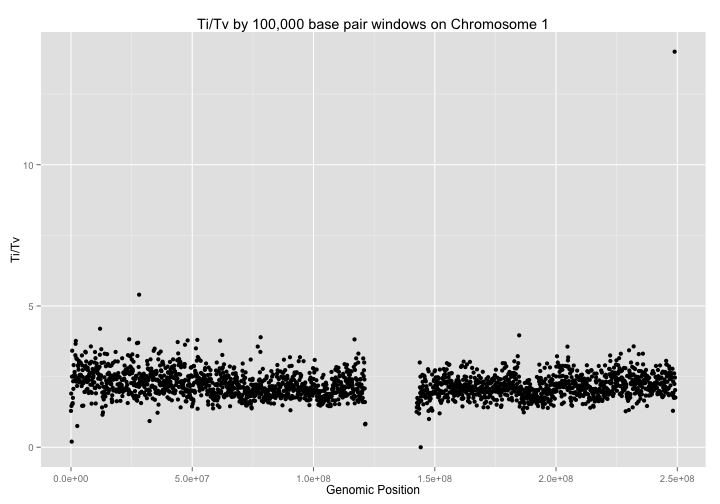 Ti/Tv by 100,000 base pair windows on Chromosome 1
Ti/Tv
10
5
0
0.0e+00 5.0e+07 1.0e+08 1.5e+08 2.0e+08 2.5e+08
Genomic Position